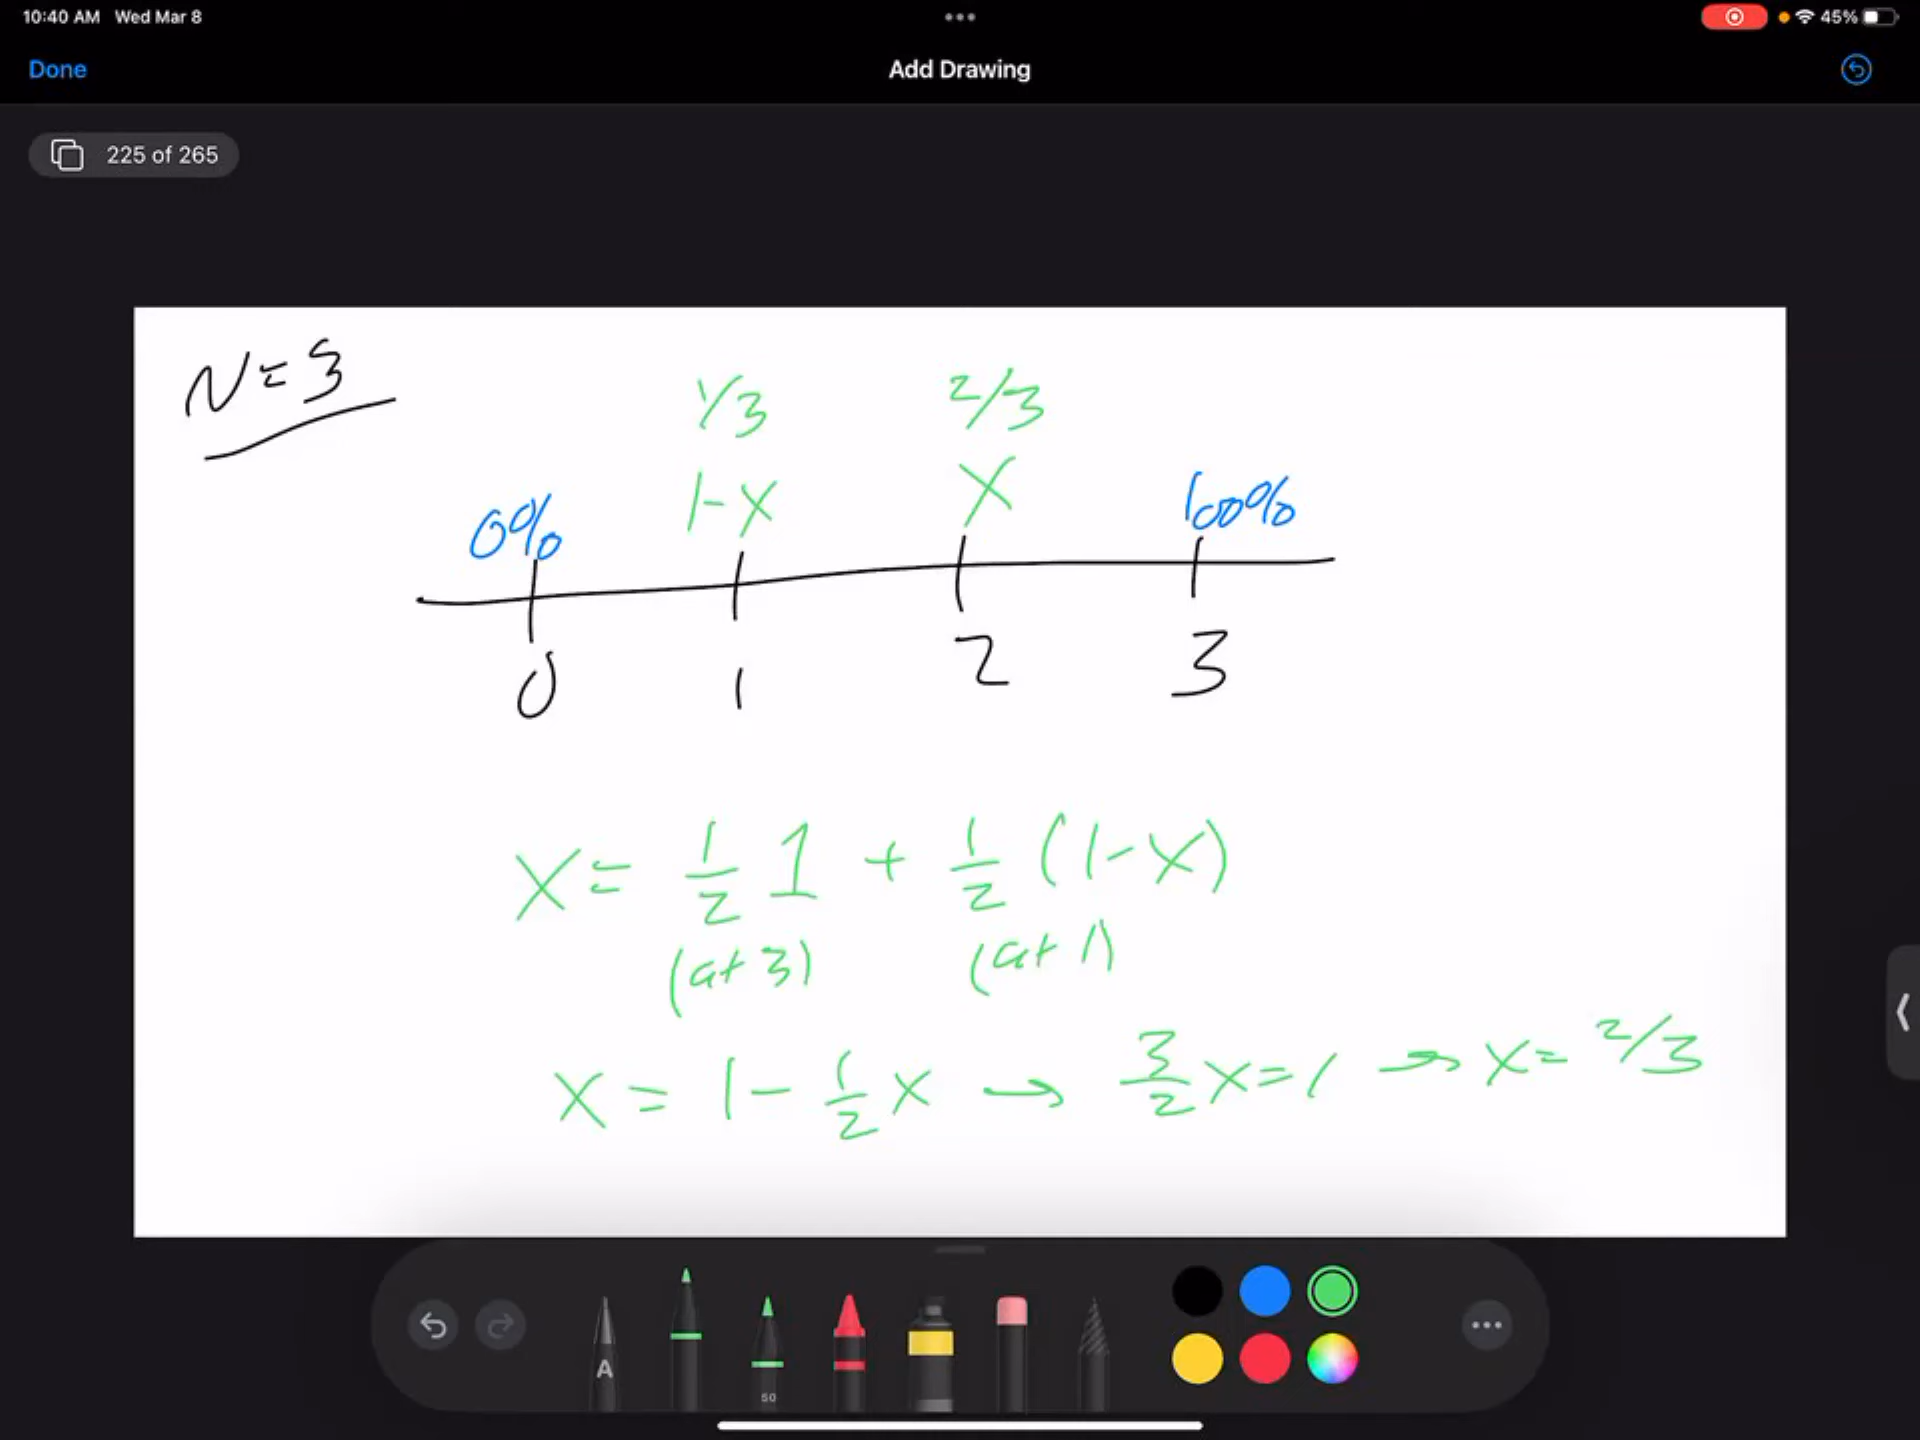 10:40 AM Wed Mar 8
45%
Done
Add Drawing
225 of 265
N=3
1/3 2/3
0% 1-X X 100%
0 1 2 3
X = 1/2 1 + 1/2 (1-X)
(at 3) (at 1)
X = 1 - 1/2 X → 3/2 X = 1 → X = 2/3
A
50